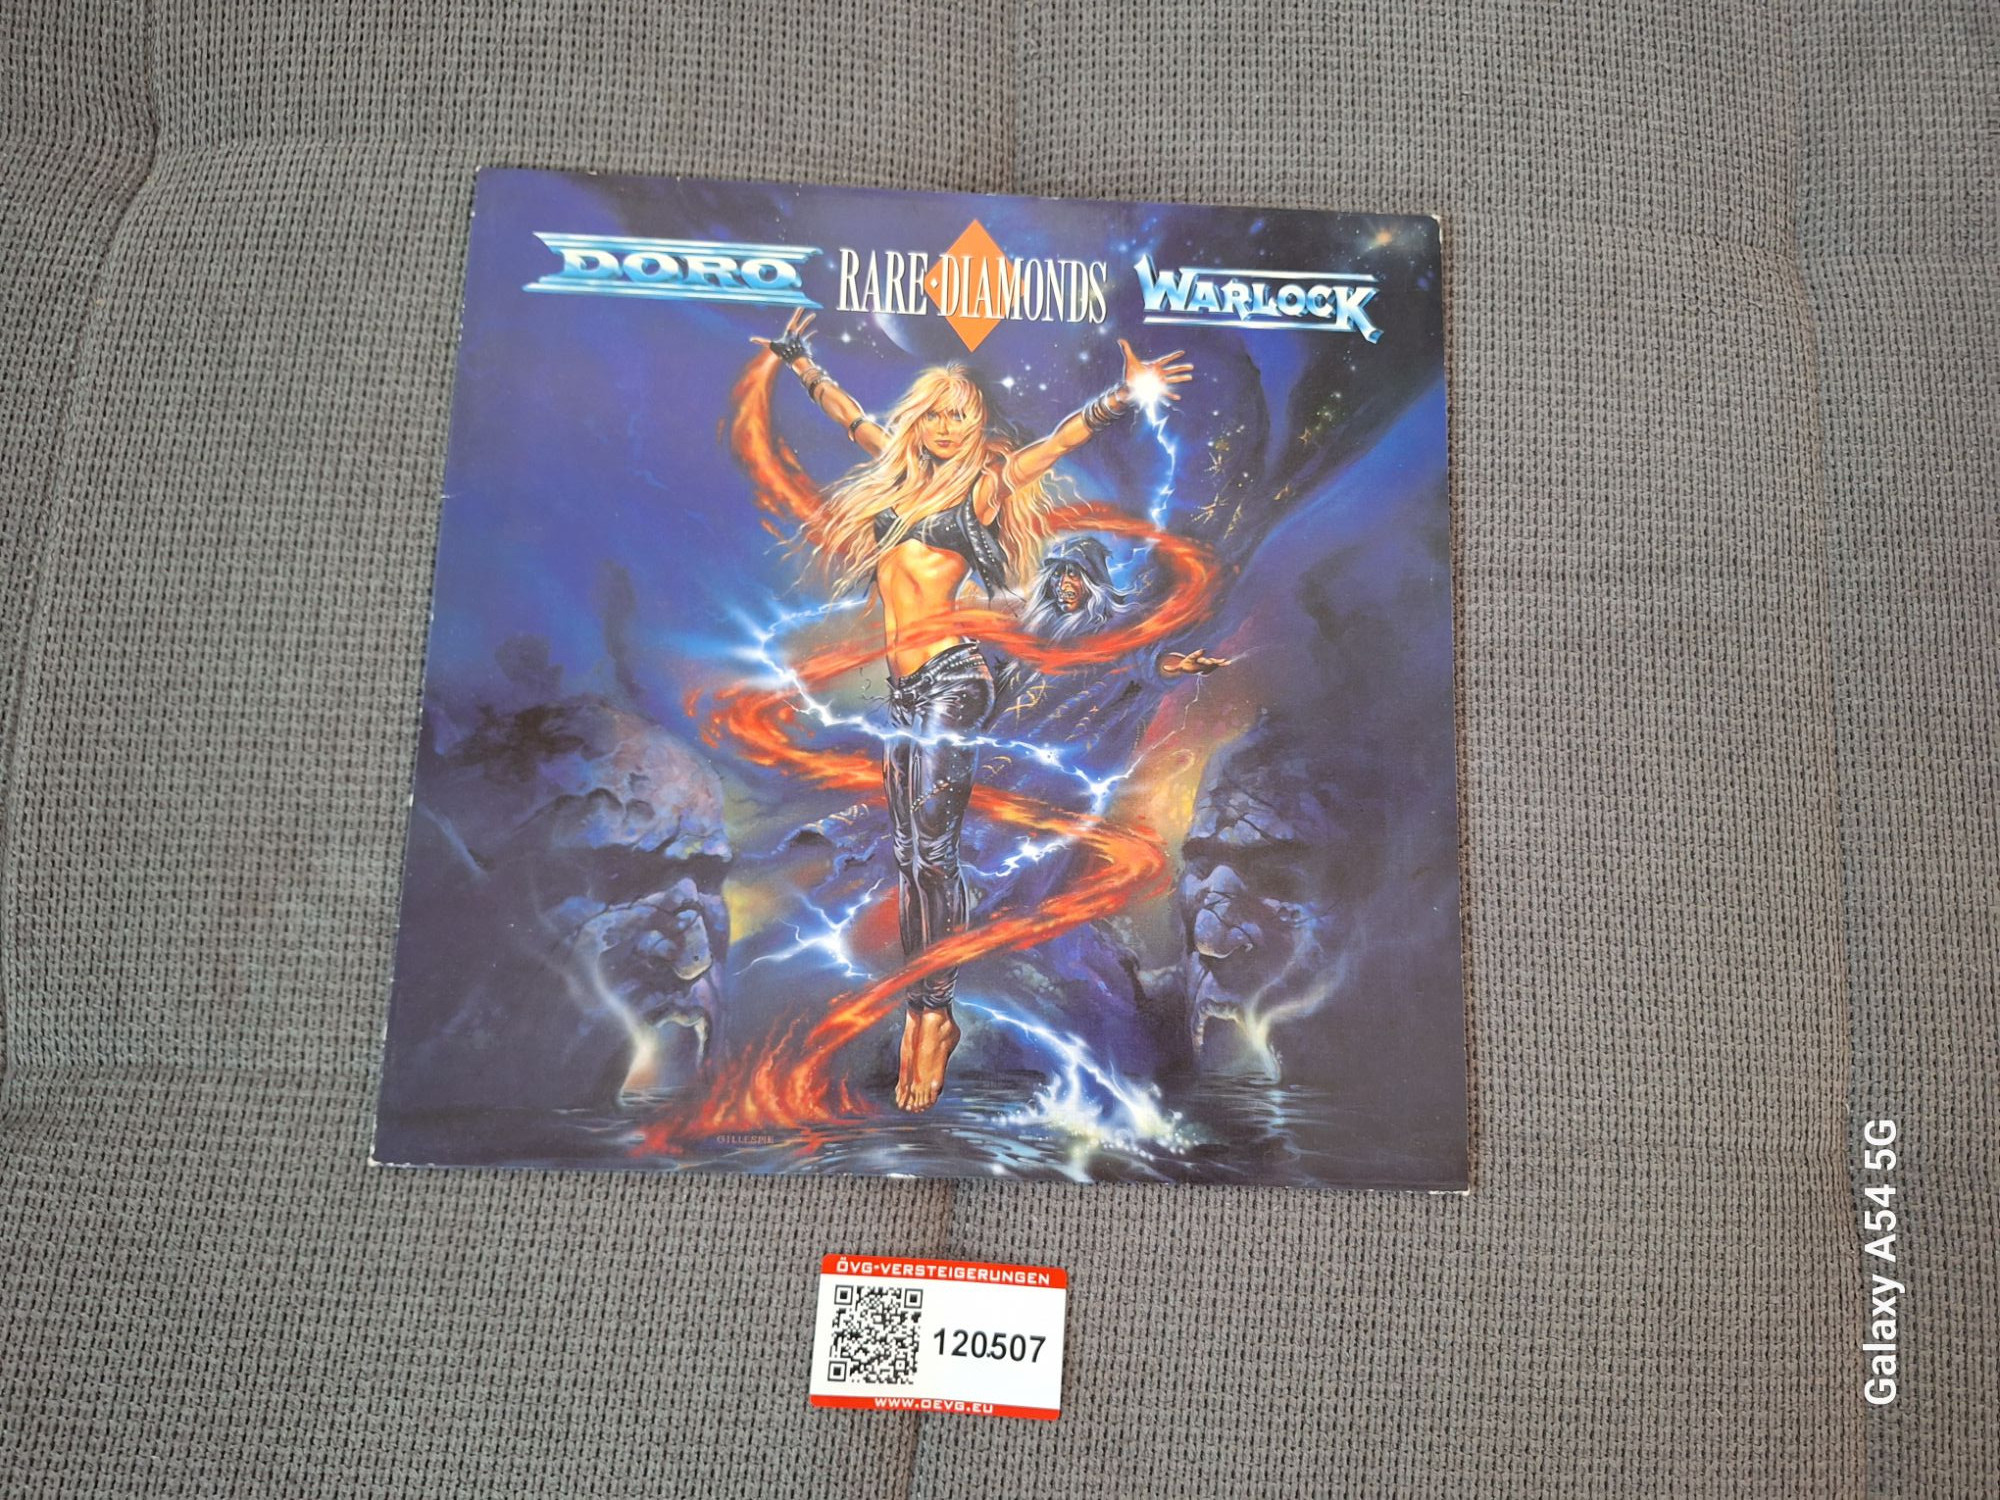 DORO
RARE · DIAMONDS
WARLOCK
GILLESPIE
ÖVG-VERSTEIGERUNGEN
120507
WWW.OEVG.EU
Galaxy A54 5G